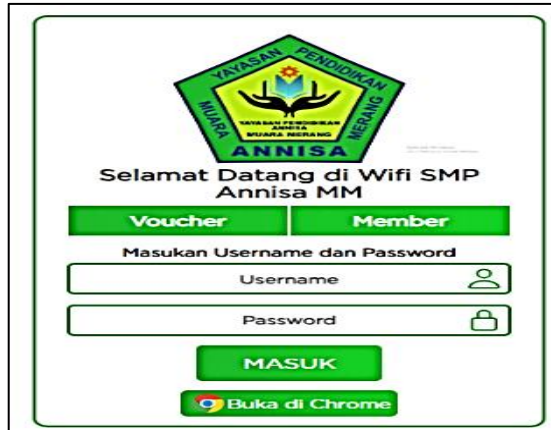 YAYASAN PENDIDIKAN
MUARA MERANG
YAYASAN PENDIDIKAN
ANNISA
MUARA MERANG
ANNISA
Selamat Datang di Wifi SMP
Annisa MM
Voucher Member
Masukan Username dan Password
Username
Password
MASUK
Buka di Chrome